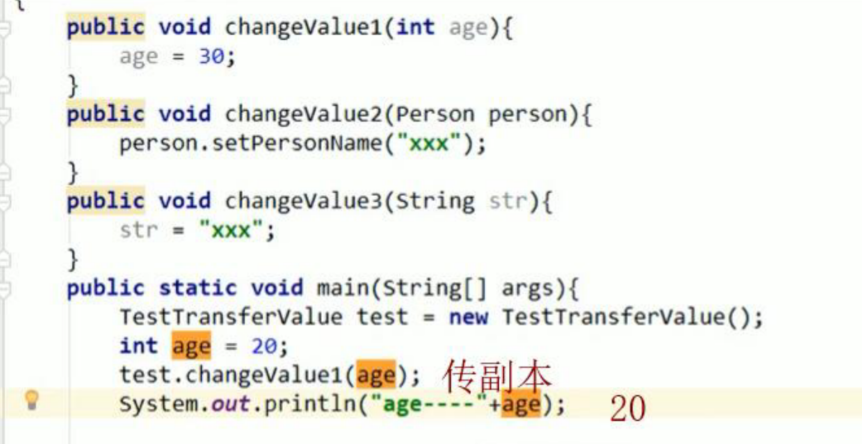 {
public void changeValue1(int age){
age = 30;
}
public void changeValue2(Person person){
person.setPersonName("xxx");
}
public void changeValue3(String str){
str = "xxx";
}
public static void main(String[] args){
TestTransferValue test = new TestTransferValue();
int age = 20;
test.changeValue1(age); 传副本
System.out.println("age----"+age); 20